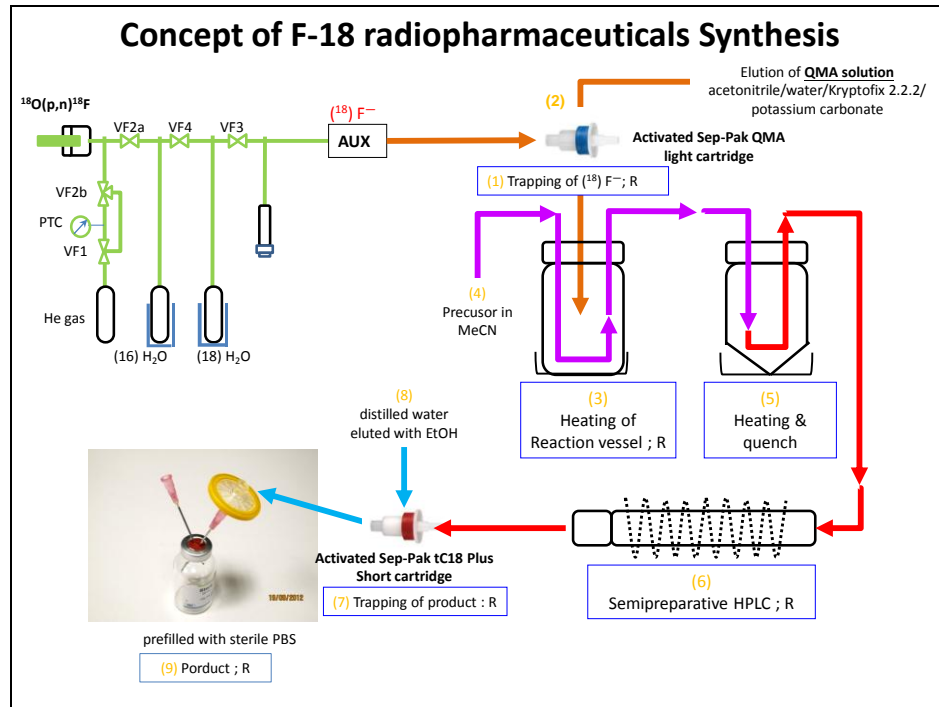 Concept of F-18 radiopharmaceuticals Synthesis
¹⁸O(p,n)¹⁸F
VF2a
VF4
VF3
(18) F⁻
AUX
(2)
Elution of QMA solution
acetonitrile/water/Kryptofix 2.2.2/
potassium carbonate
Activated Sep-Pak QMA
light cartridge
(1) Trapping of (¹⁸) F⁻; R
VF2b
PTC
VF1
He gas
(16) H₂O
(18) H₂O
(4)
Precusor in
MeCN
(3)
Heating of
Reaction vessel ; R
(5)
Heating &
quench
(8)
distilled water
eluted with EtOH
Activated Sep-Pak tC18 Plus
Short cartridge
(7) Trapping of product : R
(6)
Semipreparative HPLC ; R
prefilled with sterile PBS
(9) Porduct ; R